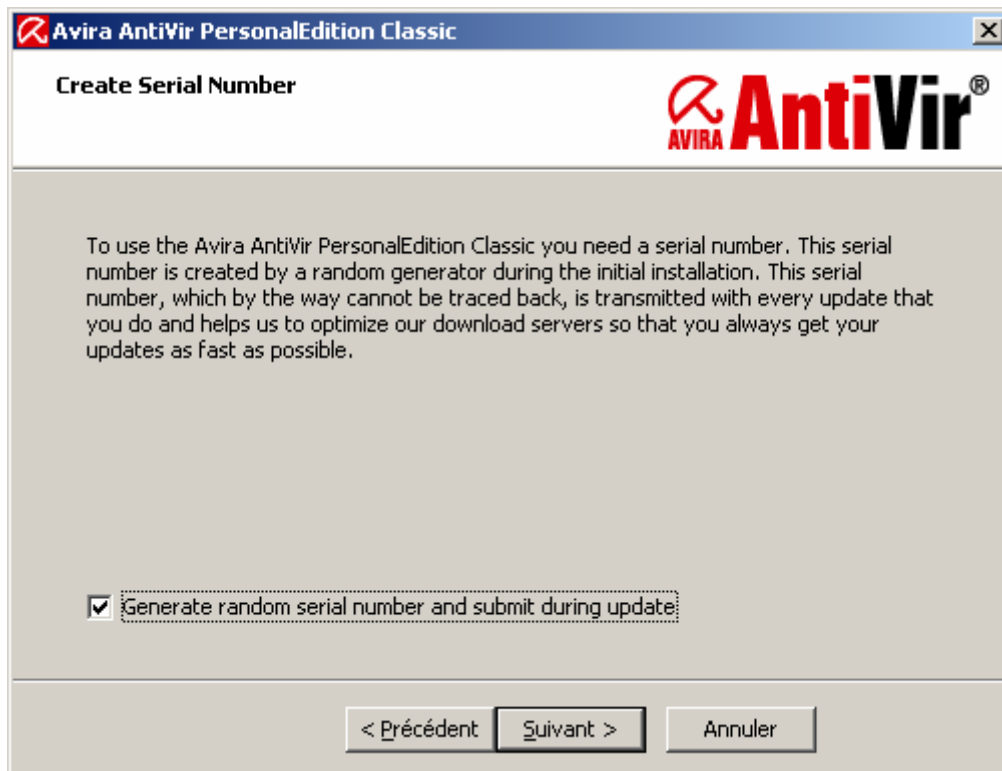 Avira AntiVir PersonalEdition Classic
Create Serial Number
AVIRA AntiVir®
To use the Avira AntiVir PersonalEdition Classic you need a serial number. This serial
number is created by a random generator during the initial installation. This serial
number, which by the way cannot be traced back, is transmitted with every update that
you do and helps us to optimize our download servers so that you always get your
updates as fast as possible.
Generate random serial number and submit during update
< Précédent
Suivant >
Annuler